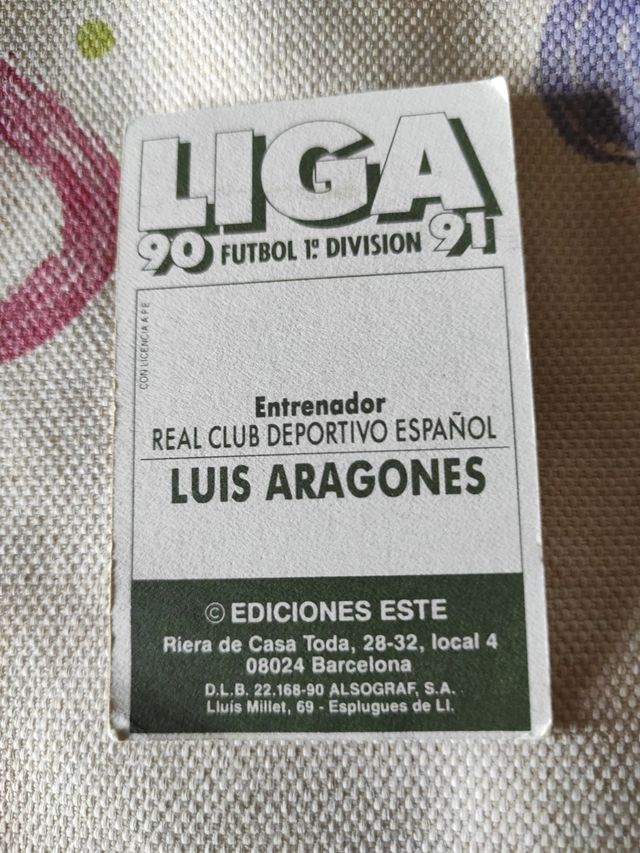 LIGA
90 FUTBOL 1ª DIVISION 91
CON LICENCIA A.P.E.
Entrenador
REAL CLUB DEPORTIVO ESPAÑOL
LUIS ARAGONES
© EDICIONES ESTE
Riera de Casa Toda, 28-32, local 4
08024 Barcelona
D.L.B. 22.168-90 ALSOGRAF, S.A.
Lluís Millet, 69 - Esplugues de Ll.